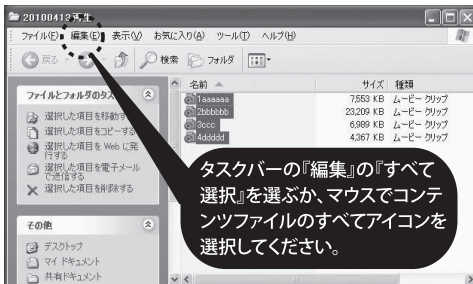 20100413再生
ファイル(F) 編集(E) 表示(V) お気に入り(A) ツール(T) ヘルプ(H)
戻る 検索 フォルダ
ファイルとフォルダのタス
選択した項目を移動す
選択した項目をコピーする
選択した項目を Web に発
行する
選択した項目を電子メール
で送信する
選択した項目を削除する
その他
デスクトップ
マイ ドキュメント
共有ドキュメント
名前 サイズ 種類
1aaaaaa 7,553 KB ムービー クリップ
2bbbbbb 23,209 KB ムービー クリップ
3ccc 6,989 KB ムービー クリップ
4ddddd 4,367 KB ムービー クリップ
タスクバーの『編集』の『すべて
選択』を選ぶか、マウスでコンテ
ンツファイルのすべてアイコンを
選択してください。